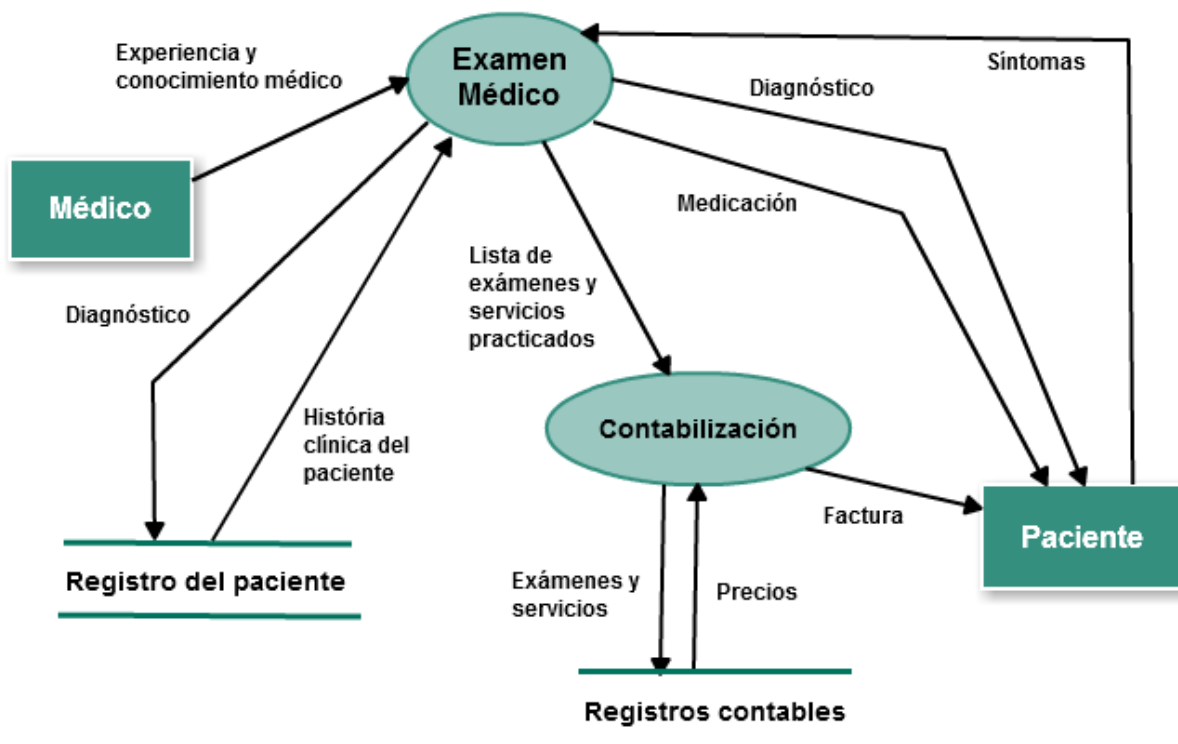 Experiencia y
conocimiento médico
Examen
Médico
Síntomas
Diagnóstico
Médico
Medicación
Lista de
exámenes y
servicios
practicados
Diagnóstico
História
clínica del
paciente
Contabilización
Factura
Paciente
Registro del paciente
Exámenes y
servicios
Precios
Registros contables